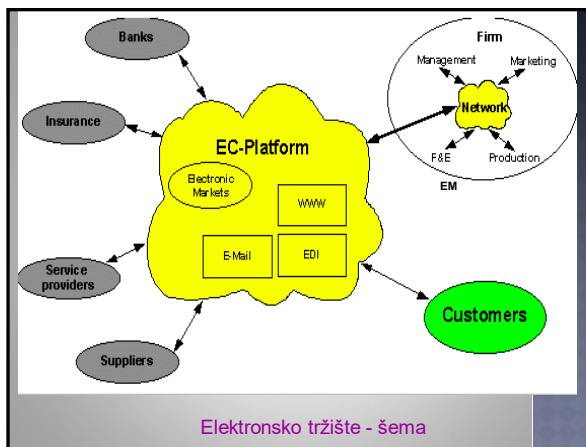 Banks
Firm
Management
Marketing
Network
Insurance
EC-Platform
F&E
Production
EM
Electronic
Markets
WWW
E-Mail
EDI
Service
providers
Customers
Suppliers
Elektronsko tržište - šema